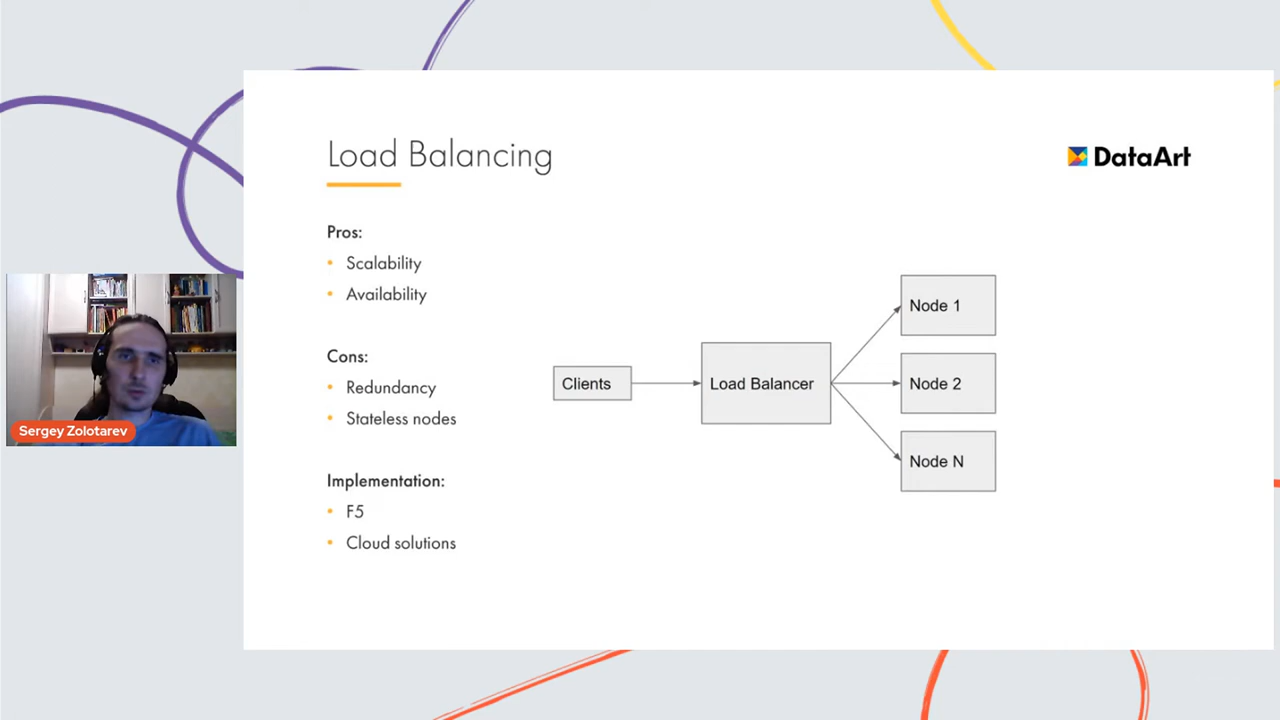 Load Balancing
DataArt
Pros:
Scalability
Availability
Cons:
Redundancy
Stateless nodes
Implementation:
F5
Cloud solutions
Clients
Load Balancer
Node 1
Node 2
Node N
Sergey Zolotarev